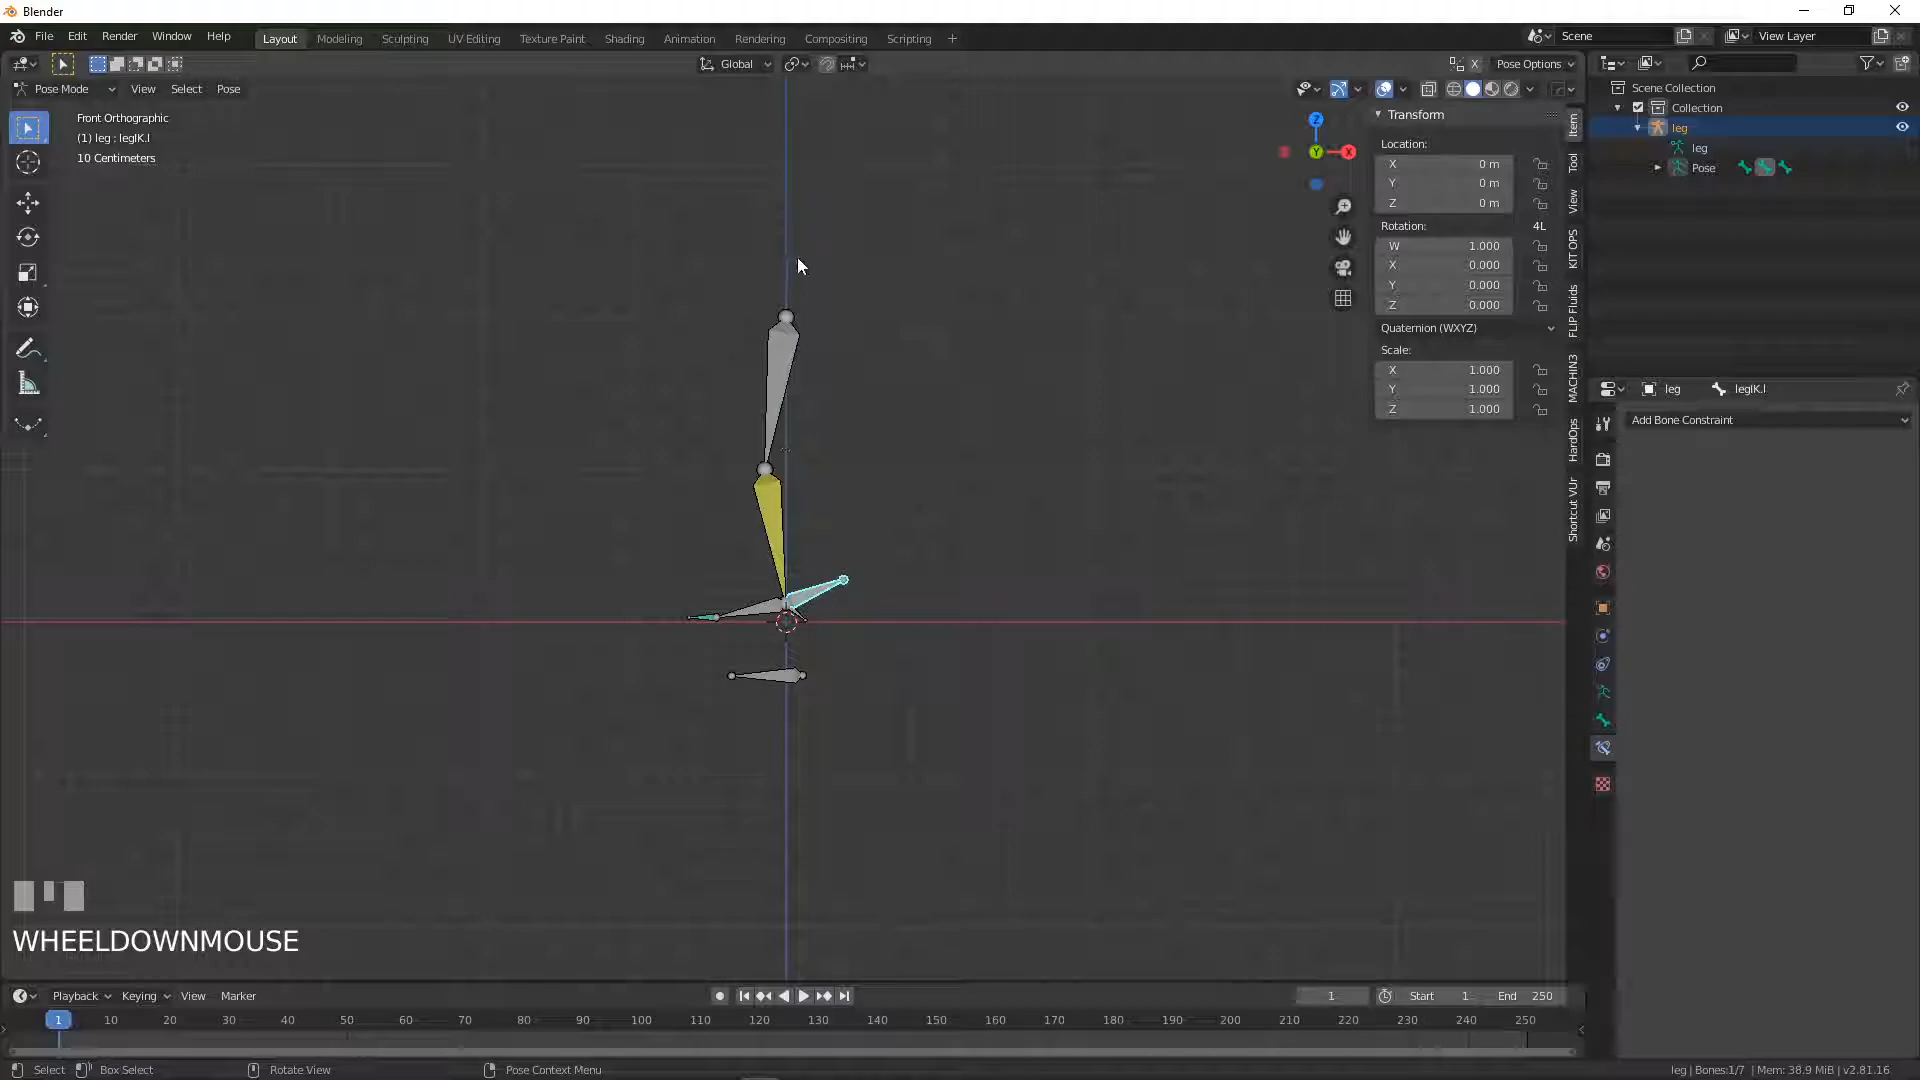 Blender
File Edit Render Window Help
Layout Modeling Sculpting UV Editing Texture Paint Shading Animation Rendering Compositing Scripting +
Scene
View Layer
Global
X
Pose Options
Pose Mode View Select Pose
Front Orthographic
(1) leg : legIK.l
10 Centimeters
Z
Y
X
Transform
Location:
X 0 m
Y 0 m
Z 0 m
Rotation: 4L
W 1.000
X 0.000
Y 0.000
Z 0.000
Quaternion (WXYZ)
Scale:
X 1.000
Y 1.000
Z 1.000
Item
Tool
View
KIT OPS
FLIP Fluids
MACHIN3
HardOps
Shortcut VUr
Scene Collection
Collection
leg
leg
Pose
leg legIK.l
Add Bone Constraint
WHEELDOWNMOUSE
Playback Keying View Marker
1 Start 1 End 250
1 10 20 30 40 50 60 70 80 90 100 110 120 130 140 150 160 170 180 190 200 210 220 230 240 250
Select Box Select Rotate View Pose Context Menu
leg | Bones:1/7 | Mem: 38.9 MiB | v2.81.16